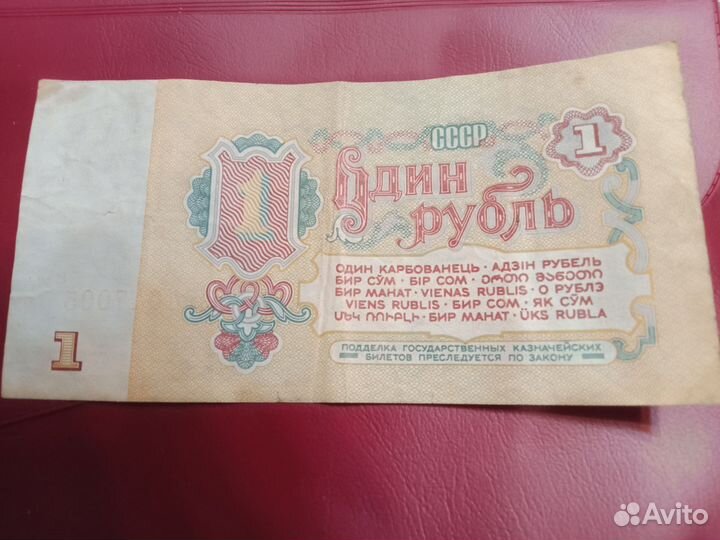 СССР
1
1
Один
рубль
ОДИН КАРБОВАНЕЦЬ · АДЗІН РУБЕЛЬ
БИР СЎМ · БІР СОМ · ᲔᲠᲗᲘ ᲛᲐᲜᲔᲗᲘ
БИР МАНАТ · VIENAS RUBLIS · О РУБЛЭ
VIENS RUBLIS · БИР СОМ · ЯК СЎМ
ՄԵԿ ՌՈՒԲԼԻ · БИР МАНАТ · ÜKS RUBLA
ПОДДЕЛКА ГОСУДАРСТВЕННЫХ КАЗНАЧЕЙСКИХ
БИЛЕТОВ ПРЕСЛЕДУЕТСЯ ПО ЗАКОНУ
1
Avito